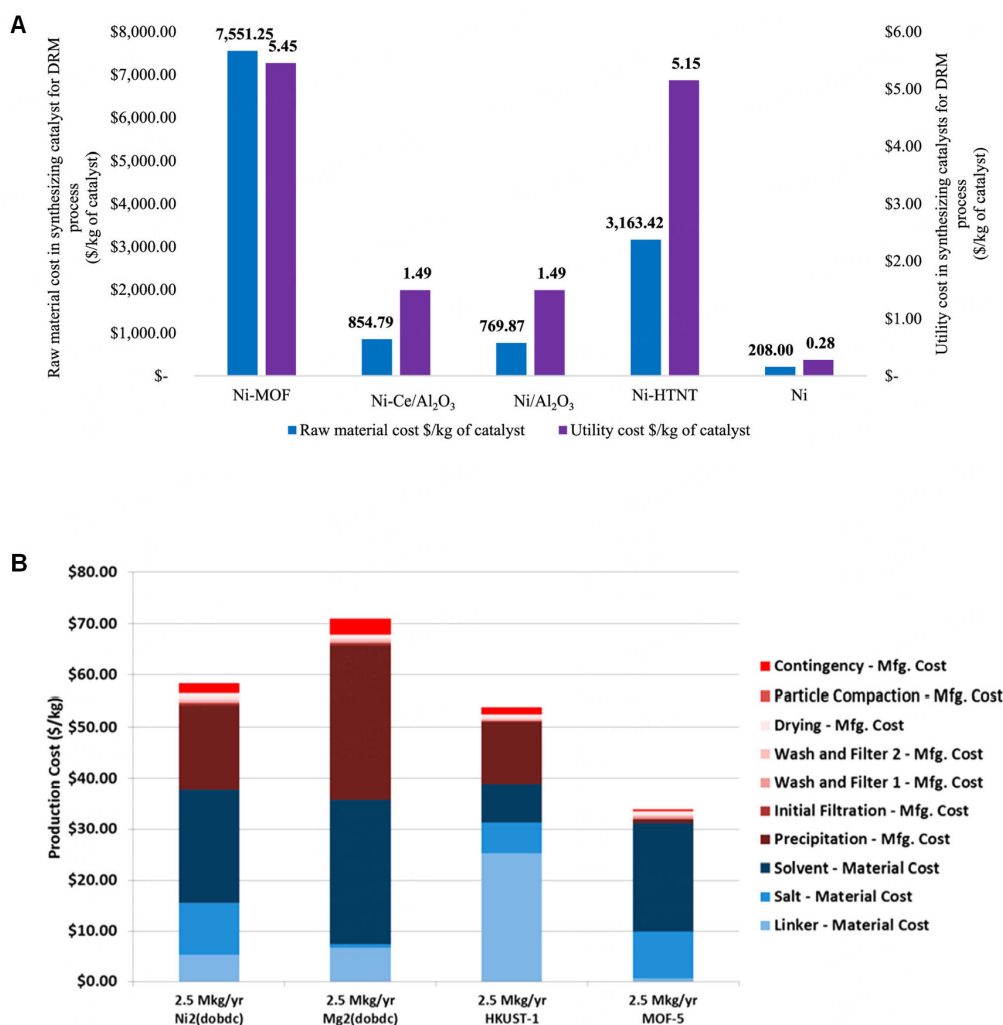 A
Raw material cost in synthesizing catalyst for DRM
process
($/kg of catalyst)
$8,000.00
$7,000.00
$6,000.00
$5,000.00
$4,000.00
$3,000.00
$2,000.00
$1,000.00
$-
7,551.25
5.45
854.79
1.49
769.87
1.49
3,163.42
5.15
208.00
0.28
$6.00
$5.00
$4.00
$3.00
$2.00
$1.00
$-
Utility cost in synthesizing catalysts for DRM
process
($/kg of catalyst)
Ni-MOF
Ni-Ce/Al₂O₃
Ni/Al₂O₃
Ni-HTNT
Ni
Raw material cost $/kg of catalyst
Utility cost $/kg of catalyst
B
Production Cost ($/kg)
$80.00
$70.00
$60.00
$50.00
$40.00
$30.00
$20.00
$10.00
$0.00
2.5 Mkg/yr
Ni2(dobdc)
2.5 Mkg/yr
Mg2(dobdc)
2.5 Mkg/yr
HKUST-1
2.5 Mkg/yr
MOF-5
Contingency - Mfg. Cost
Particle Compaction - Mfg. Cost
Drying - Mfg. Cost
Wash and Filter 2 - Mfg. Cost
Wash and Filter 1 - Mfg. Cost
Initial Filtration - Mfg. Cost
Precipitation - Mfg. Cost
Solvent - Material Cost
Salt - Material Cost
Linker - Material Cost